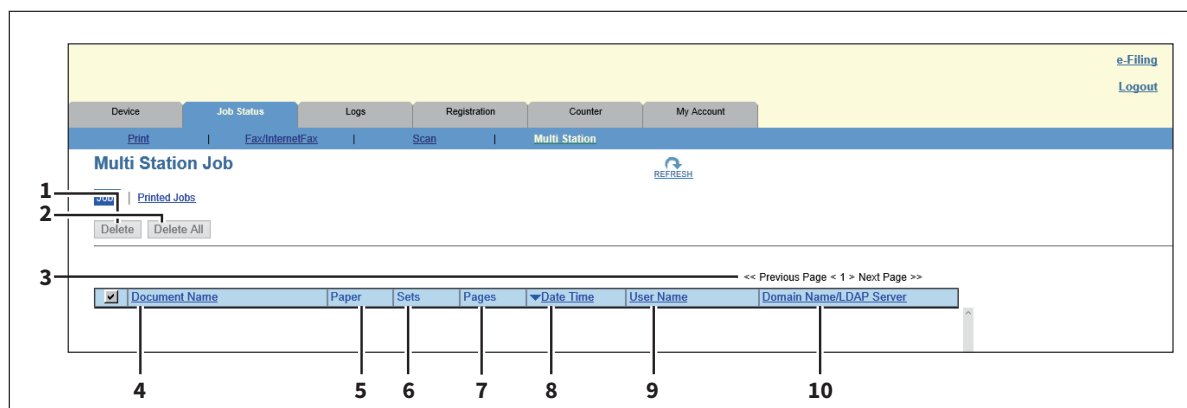 e-Filing
Logout
Device Job Status Logs Registration Counter My Account
Print | Fax/InternetFax | Scan | Multi Station
Multi Station Job
REFRESH
1
Job | Printed Jobs
2
Delete Delete All
3 << Previous Page < 1 > Next Page >>
Document Name Paper Sets Pages Date Time User Name Domain Name/LDAP Server
4 5 6 7 8 9 10